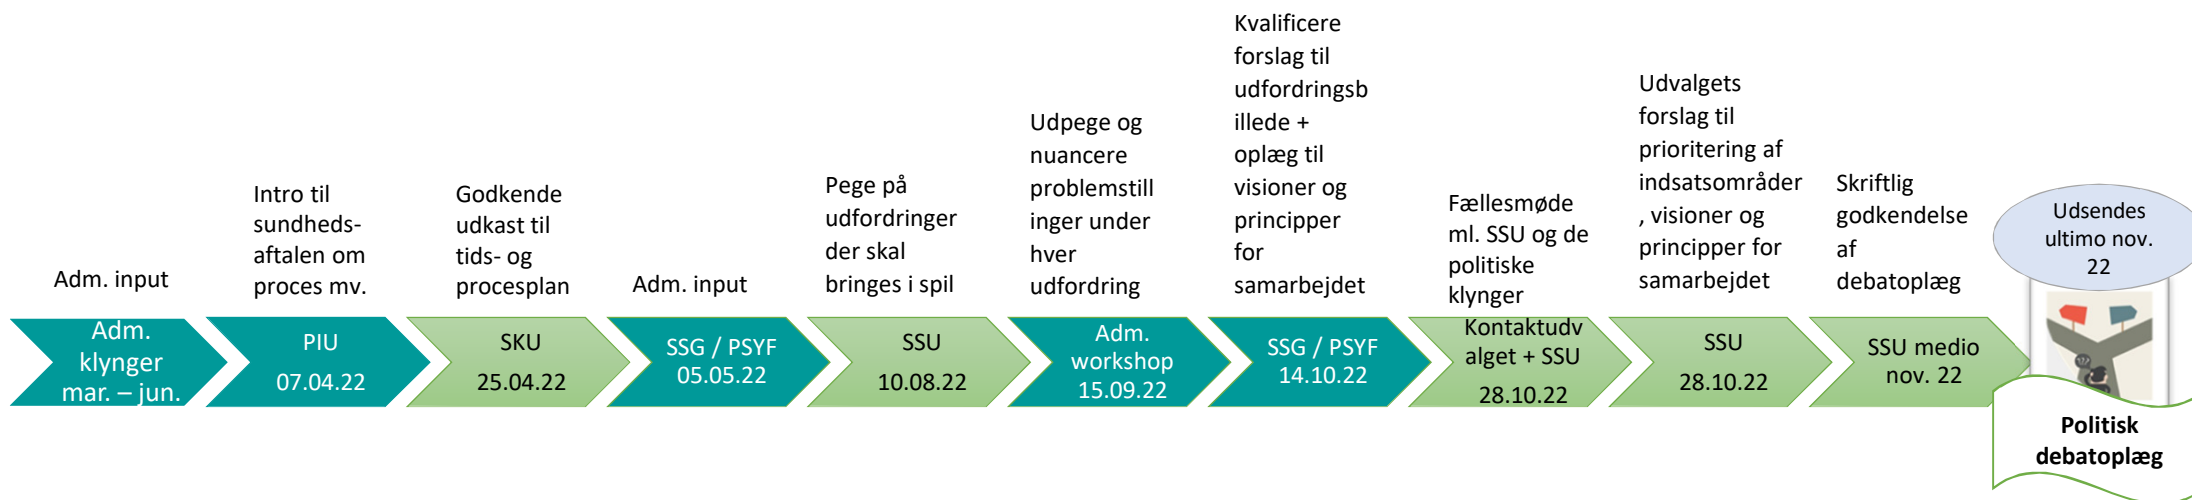 Adm. input
Adm.
klynger
mar. – jun.
Intro til
sundheds-
aftalen om
proces mv.
PIU
07.04.22
Godkende
udkast til
tids- og
procesplan
SKU
25.04.22
Adm. input
SSG / PSYF
05.05.22
Pege på
udfordringer
der skal
bringes i spil
SSU
10.08.22
Udpege og
nuancere
problemstill
inger under
hver
udfordring
Adm.
workshop
15.09.22
Kvalificere
forslag til
udfordringsb
illede +
oplæg til
visioner og
principper
for
samarbejdet
SSG / PSYF
14.10.22
Fællesmøde
ml. SSU og de
politiske
klynger
Kontaktudv
alget + SSU
28.10.22
Udvalgets
forslag til
prioritering af
indsatsområder
, visioner og
principper for
samarbejdet
SSU
28.10.22
Skriftlig
godkendelse
af
debatoplæg
SSU medio
nov. 22
Udsendes
ultimo nov.
22
Politisk
debatoplæg